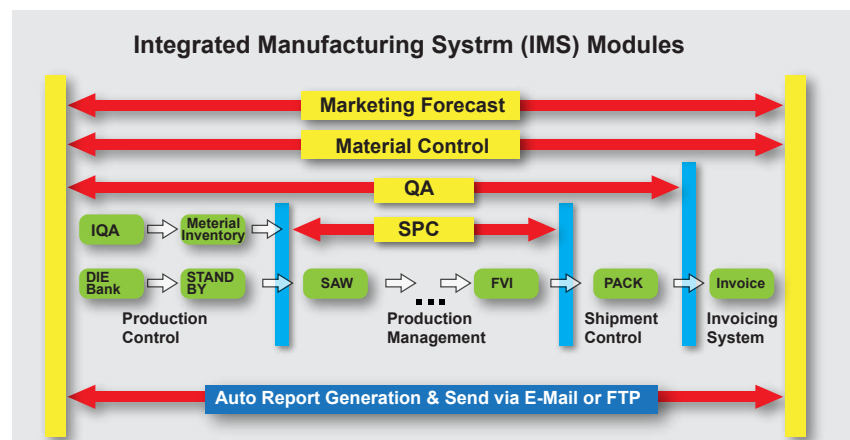 Integrated Manufacturing Systrm (IMS) Modules
Marketing Forecast
Material Control
QA
SPC
IQA
Meterial
Inventory
DIE
Bank
STAND
BY
SAW
...
FVI
PACK
Invoice
Production
Control
Production
Management
Shipment
Control
Invoicing
System
Auto Report Generation & Send via E-Mail or FTP